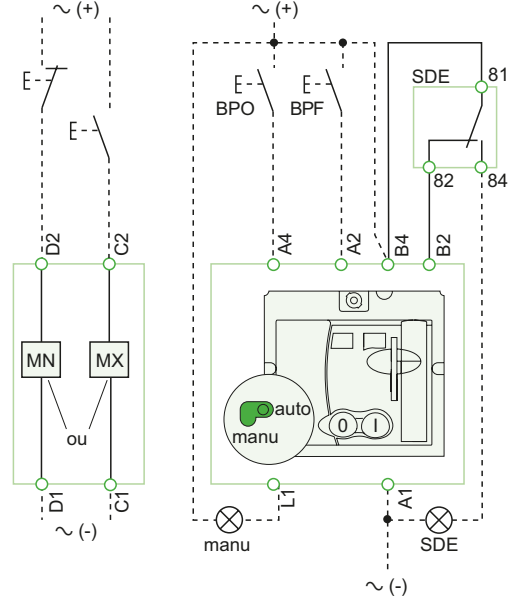 ~ (+)
~ (+)
E
BPO
E
BPF
SDE
81
E
E
82
84
D2
C2
A4
A2
B4
B2
MN
MX
ou
auto
manu
0
I
D1
C1
L1
A1
~ (-)
manu
SDE
~ (-)